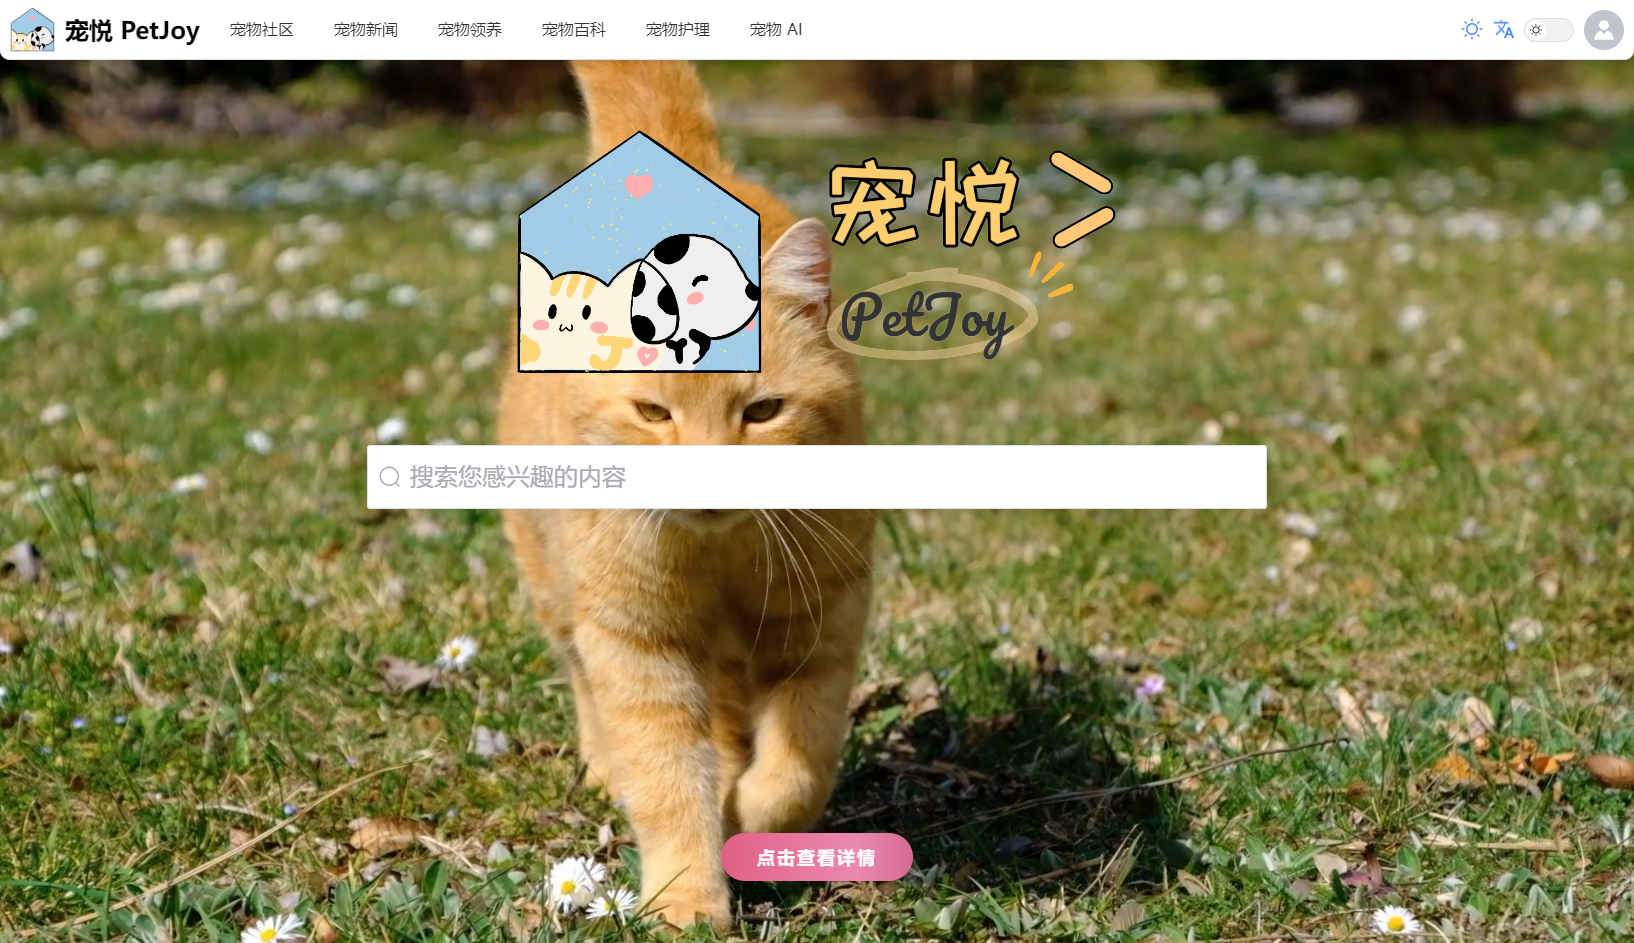 宠悦 PetJoy
宠物社区 宠物新闻 宠物领养 宠物百科 宠物护理 宠物 AI
宠悦
PetJoy
搜索您感兴趣的内容
点击查看详情